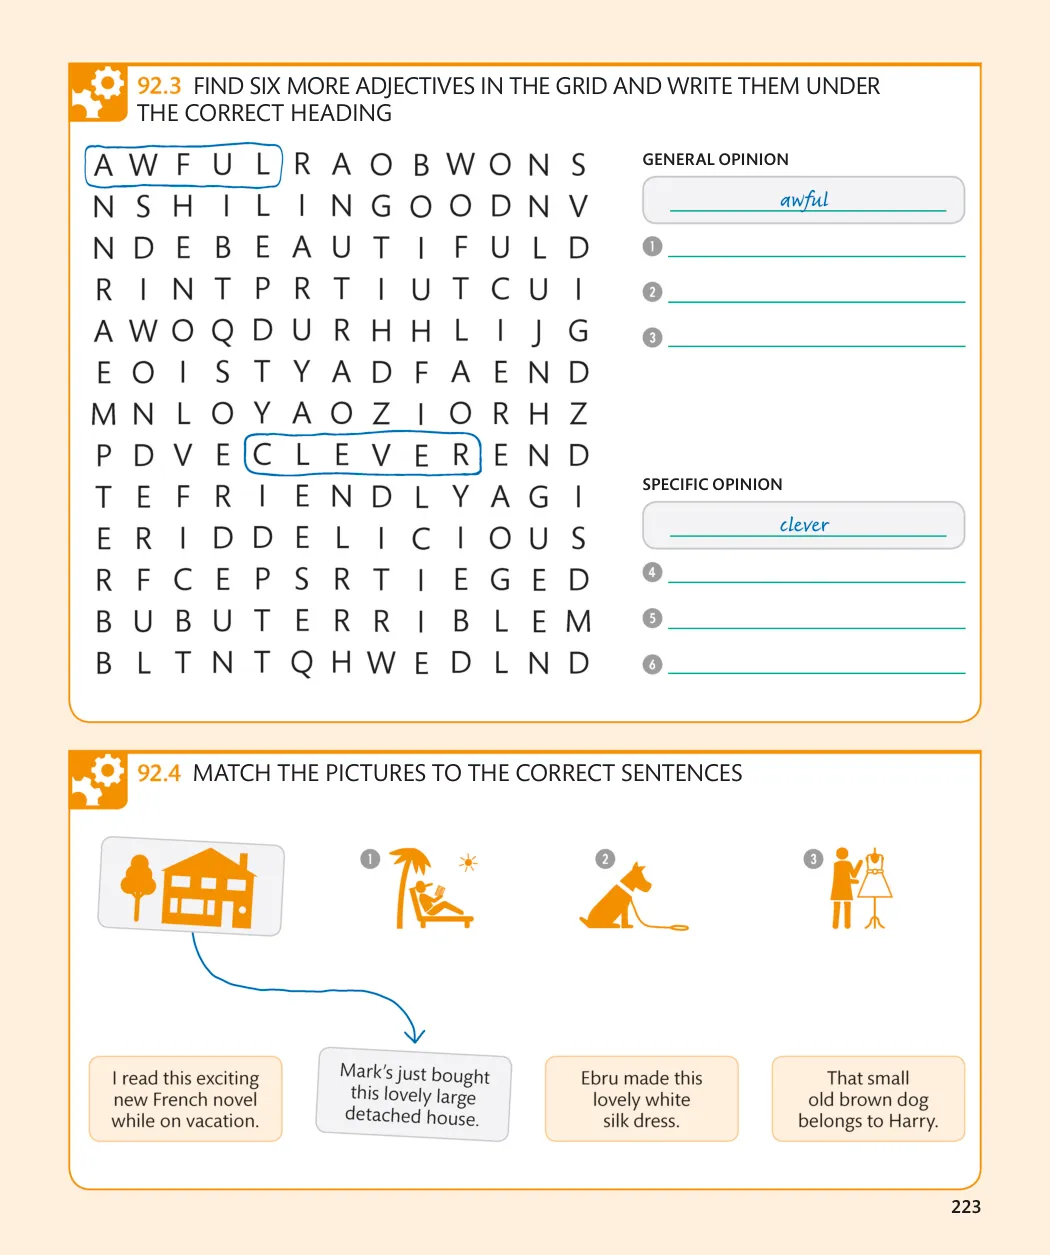 92.3 FIND SIX MORE ADJECTIVES IN THE GRID AND WRITE THEM UNDER
THE CORRECT HEADING
A W F U L R A O B W O N S
N S H I L I N G O O D N V
N D E B E A U T I F U L D
R I N T P R T I U T C U I
A W O Q D U R H H L I J G
E O I S T Y A D F A E N D
M N L O Y A O Z I O R H Z
P D V E C L E V E R E N D
T E F R I E N D L Y A G I
E R I D D E L I C I O U S
R F C E P S R T I E G E D
B U B U T E R R I B L E M
B L T N T Q H W E D L N D
GENERAL OPINION
awful
1
2
3
SPECIFIC OPINION
clever
4
5
6
92.4 MATCH THE PICTURES TO THE CORRECT SENTENCES
1
2
3
I read this exciting
new French novel
while on vacation.
Mark's just bought
this lovely large
detached house.
Ebru made this
lovely white
silk dress.
That small
old brown dog
belongs to Harry.
223